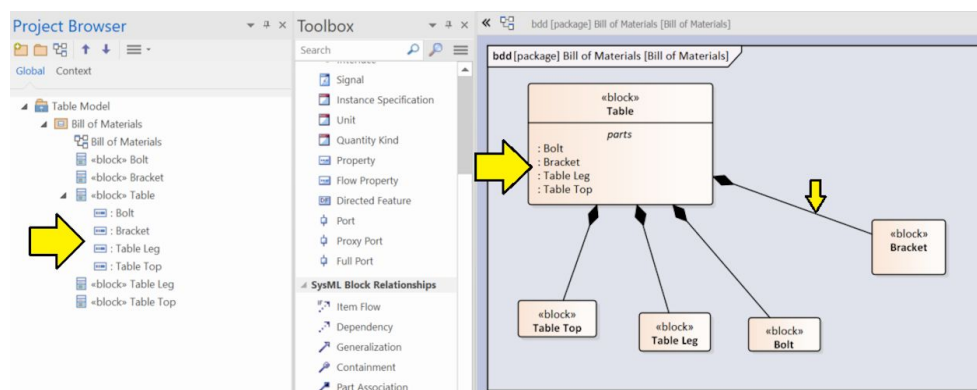 Project Browser
Global Context
Table Model
Bill of Materials
Bill of Materials
«block» Bolt
«block» Bracket
«block» Table
: Bolt
: Bracket
: Table Leg
: Table Top
«block» Table Leg
«block» Table Top
Toolbox
Search
Interface
Signal
Instance Specification
Unit
Quantity Kind
Property
Flow Property
Directed Feature
Port
Proxy Port
Full Port
SysML Block Relationships
Item Flow
Dependency
Generalization
Containment
Part Association
bdd [package] Bill of Materials [Bill of Materials]
bdd [package] Bill of Materials [Bill of Materials]
«block»
Table
parts
: Bolt
: Bracket
: Table Leg
: Table Top
«block»
Bracket
«block»
Table Top
«block»
Table Leg
«block»
Bolt